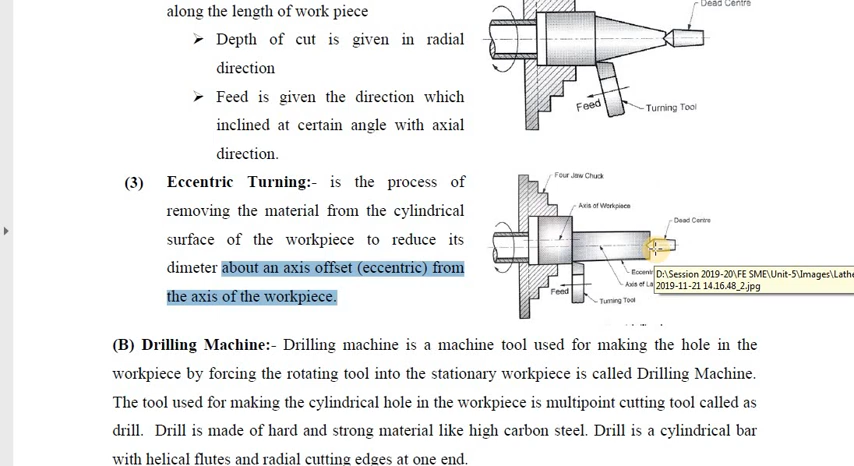 along the length of work piece
➤ Depth of cut is given in radial
direction
➤ Feed is given the direction which
inclined at certain angle with axial
direction.
Dead Centre
Feed
Turning Tool
(3) Eccentric Turning:- is the process of
removing the material from the cylindrical
surface of the workpiece to reduce its
dimeter about an axis offset (eccentric) from
the axis of the workpiece.
Four Jaw Chuck
Axis of Workpiece
Dead Centre
Eccentri
Axis of La
Feed
Turning Tool
D:\Session 2019-20\FE SME\Unit-5\Images\Lathe
2019-11-21 14.16.48_2.jpg
(B) Drilling Machine:- Drilling machine is a machine tool used for making the hole in the
workpiece by forcing the rotating tool into the stationary workpiece is called Drilling Machine.
The tool used for making the cylindrical hole in the workpiece is multipoint cutting tool called as
drill. Drill is made of hard and strong material like high carbon steel. Drill is a cylindrical bar
with helical flutes and radial cutting edges at one end.